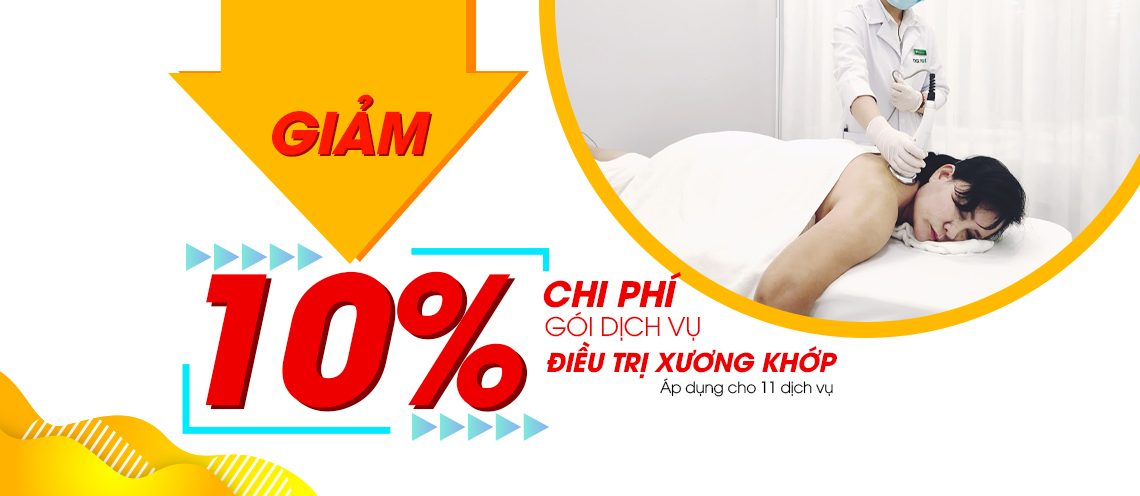 GIẢM
10%
CHI PHÍ
GÓI DỊCH VỤ
ĐIỀU TRỊ XƯƠNG KHỚP
Áp dụng cho 11 dịch vụ